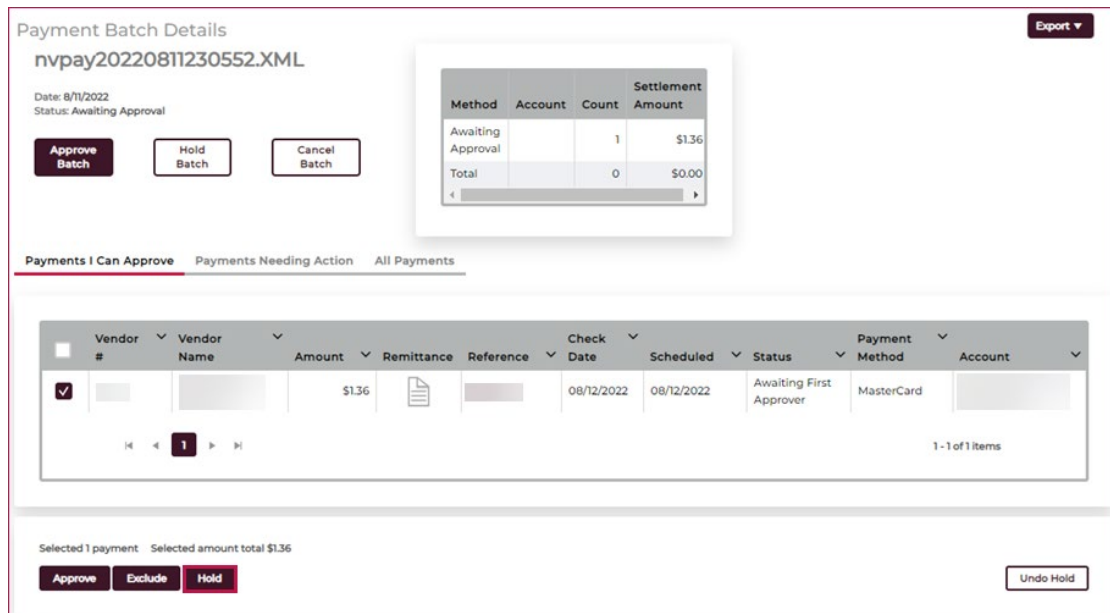 Payment Batch Details
Export ▼
nvpay20220811230552.XML
Date: 8/11/2022
Status: Awaiting Approval
Approve
Batch
Hold
Batch
Cancel
Batch
Method Account Count Settlement
Amount
Awaiting
Approval 1 $1.36
Total 0 $0.00
Payments I Can Approve Payments Needing Action All Payments
Vendor
# Vendor
Name Amount Remittance Reference Check
Date Scheduled Status Payment
Method Account
$1.36 08/12/2022 08/12/2022 Awaiting First
Approver MasterCard
1
1 - 1 of 1 items
Selected 1 payment Selected amount total $1.36
Approve Exclude Hold Undo Hold